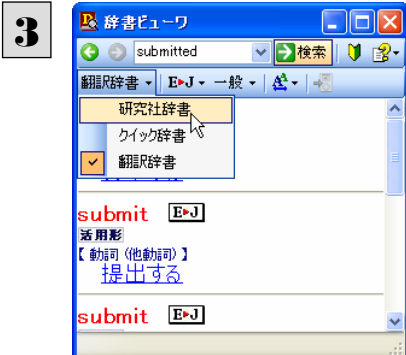 3
辞書ビューワ
submitted 検索
翻訳辞書 E▸J 一般 A
研究社辞書
クイック辞書
翻訳辞書
submit E▸J
活用形
【 動詞 (他動詞) 】
提出する
submit E▸J